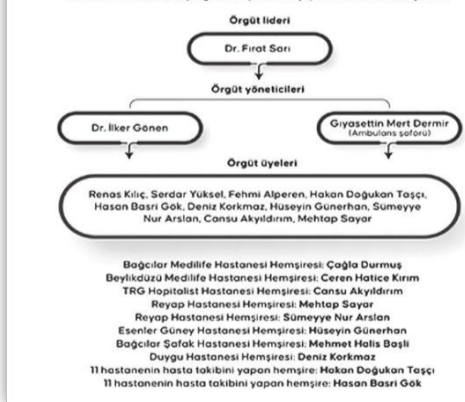 Örgüt lideri
Dr. Fırat Sarı
Örgüt yöneticileri
Dr. İlker Gönen
Gıyasettin Mert Dermir
(Ambulans şoförü)
Örgüt üyeleri
Renas Kılıç, Serdar Yüksel, Fehmi Alperen, Hakan Doğukan Taşçı,
Hasan Basri Gök, Deniz Korkmaz, Hüseyin Günerhan, Sümeyye
Nur Arslan, Cansu Akyıldırım, Mehtap Sayar
Bağcılar Medilife Hastanesi Hemşiresi: Çağla Durmuş
Beylikdüzü Medilife Hastanesi Hemşiresi: Ceren Hatice Kırım
TRG Hopitalist Hastanesi Hemşiresi: Cansu Akyıldırım
Reyap Hastanesi Hemşiresi: Mehtap Sayar
Reyap Hastanesi Hemşiresi: Sümeyye Nur Arslan
Esenler Güney Hastanesi Hemşiresi: Hüseyin Günerhan
Bağcılar Şafak Hastanesi Hemşiresi: Mehmet Halis Başli
Duygu Hastanesi Hemşiresi: Deniz Korkmaz
11 hastanenin hasta takibini yapan hemşire: Hakan Doğukan Taşçı
11 hastanenin hasta takibini yapan hemşire: Hasan Basri Gök